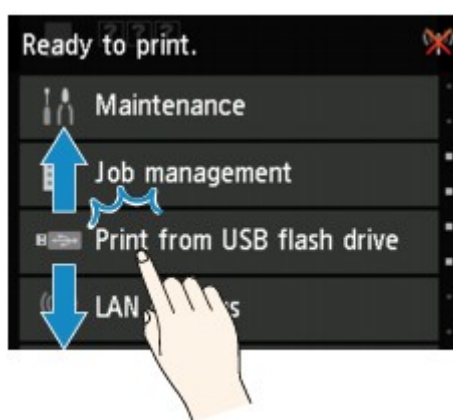 Ready to print.
Maintenance
Job management
Print from USB flash drive
LAN